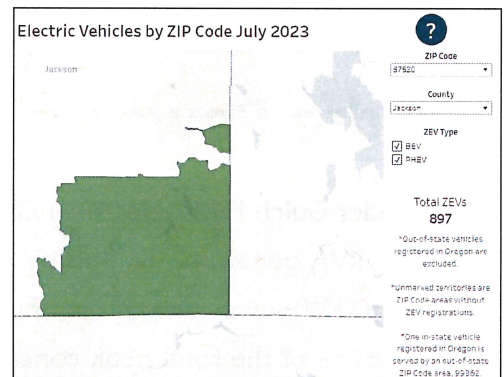 Electric Vehicles by ZIP Code July 2023
?
ZIP Code
97520
County
Jackson
ZEV Type
BEV
PHEV
Total ZEVs
897
*Out-of-state vehicles
registered in Oregon are
excluded.
*Unmarked territories are
ZIP Code areas without
ZEV registrations.
*One in-state vehicle
registered in Oregon is
served by an out-of-state
ZIP Code area, 99362.
Jackson